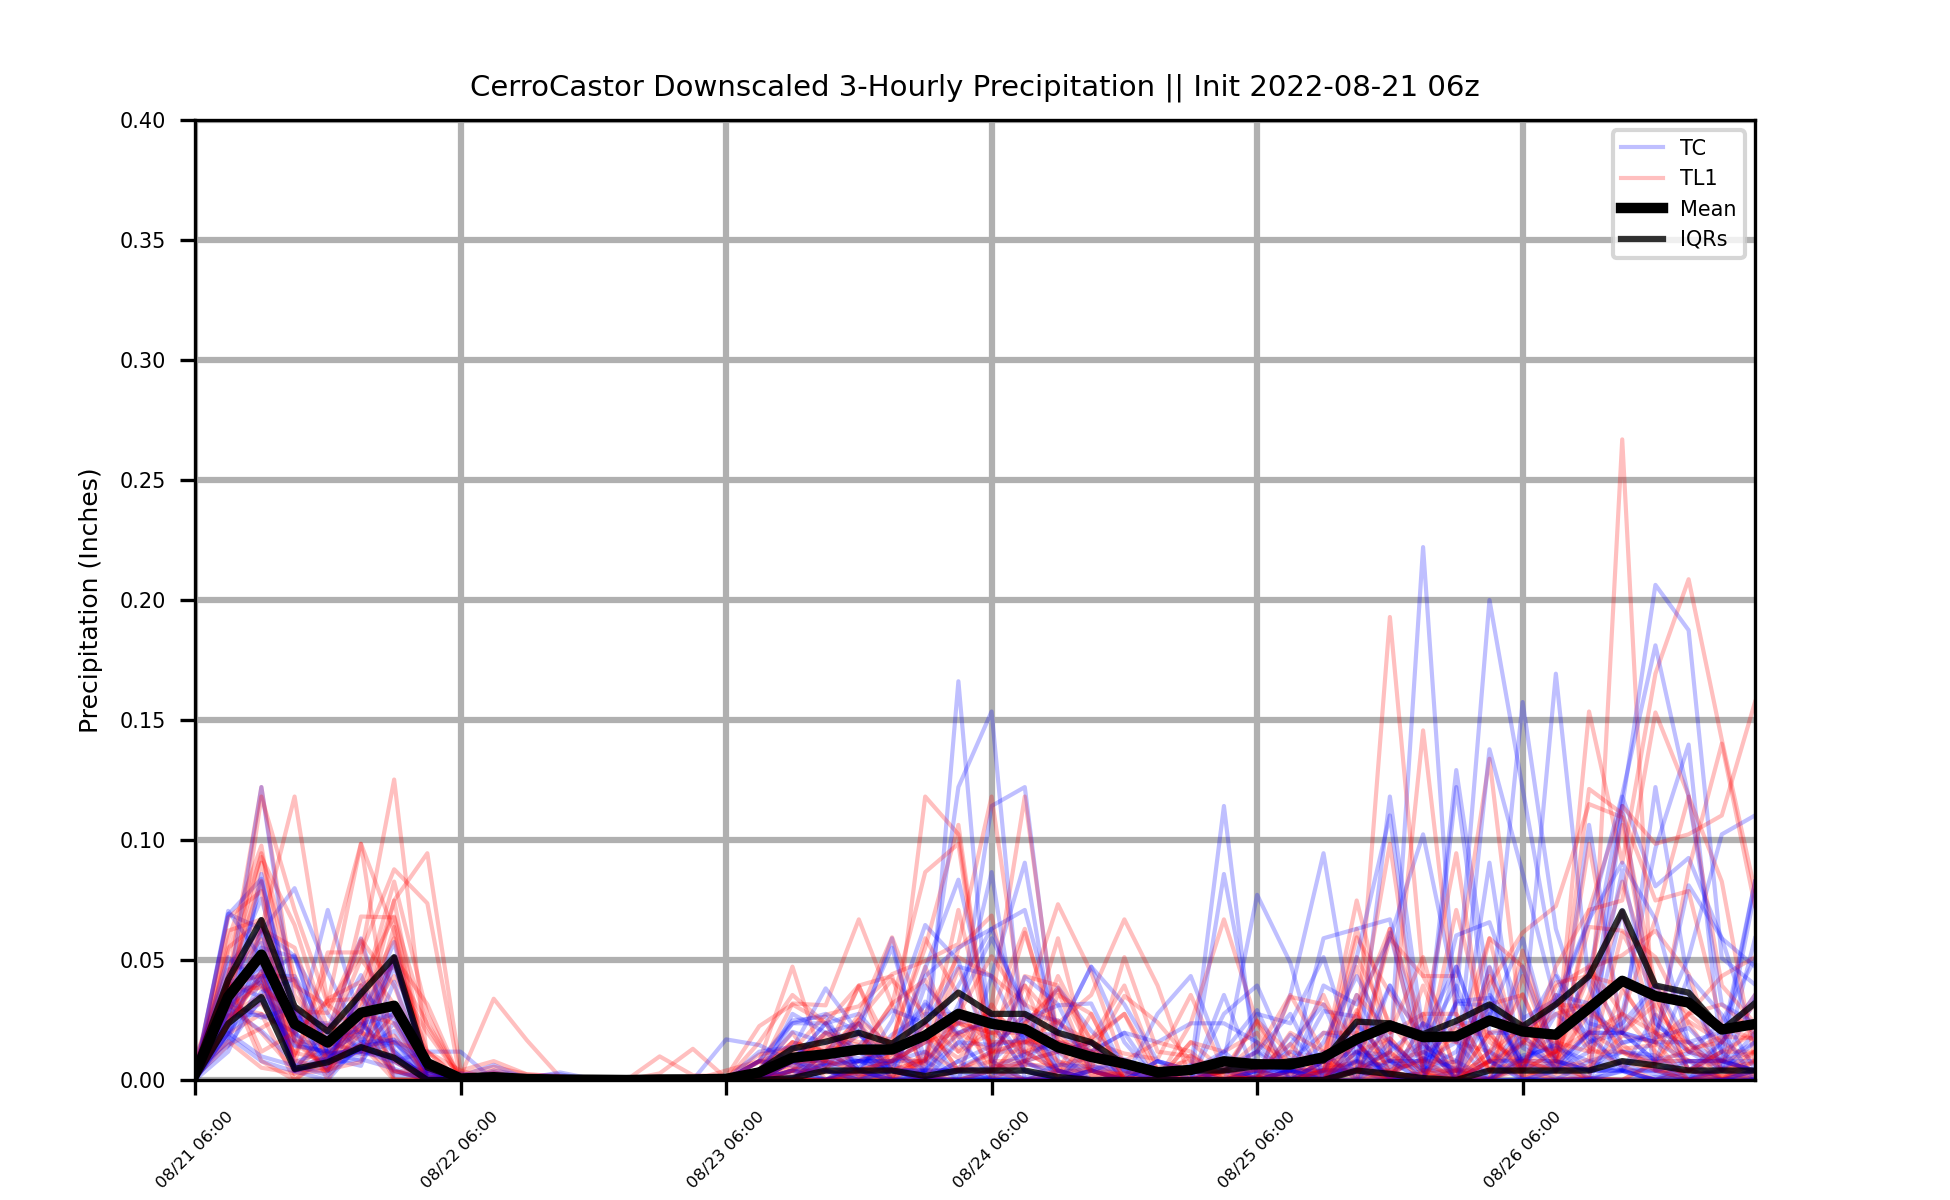 CerroCastor Downscaled 3-Hourly Precipitation || Init 2022-08-21 06z
TC
TL1
Mean
IQRs
Precipitation (Inches)
0.40
0.35
0.30
0.25
0.20
0.15
0.10
0.05
0.00
08/21 06:00
08/22 06:00
08/23 06:00
08/24 06:00
08/25 06:00
08/26 06:00